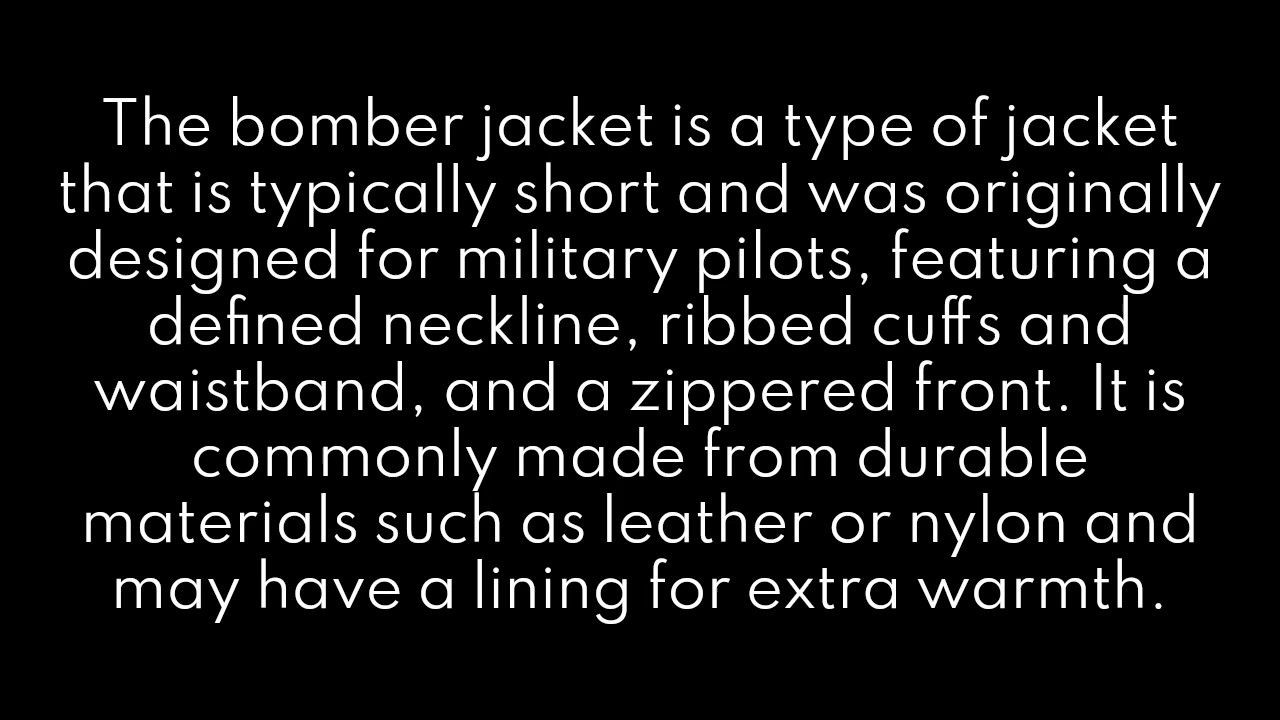 The bomber jacket is a type of jacket
that is typically short and was originally
designed for military pilots, featuring a
defined neckline, ribbed cuffs and
waistband, and a zippered front. It is
commonly made from durable
materials such as leather or nylon and
may have a lining for extra warmth.